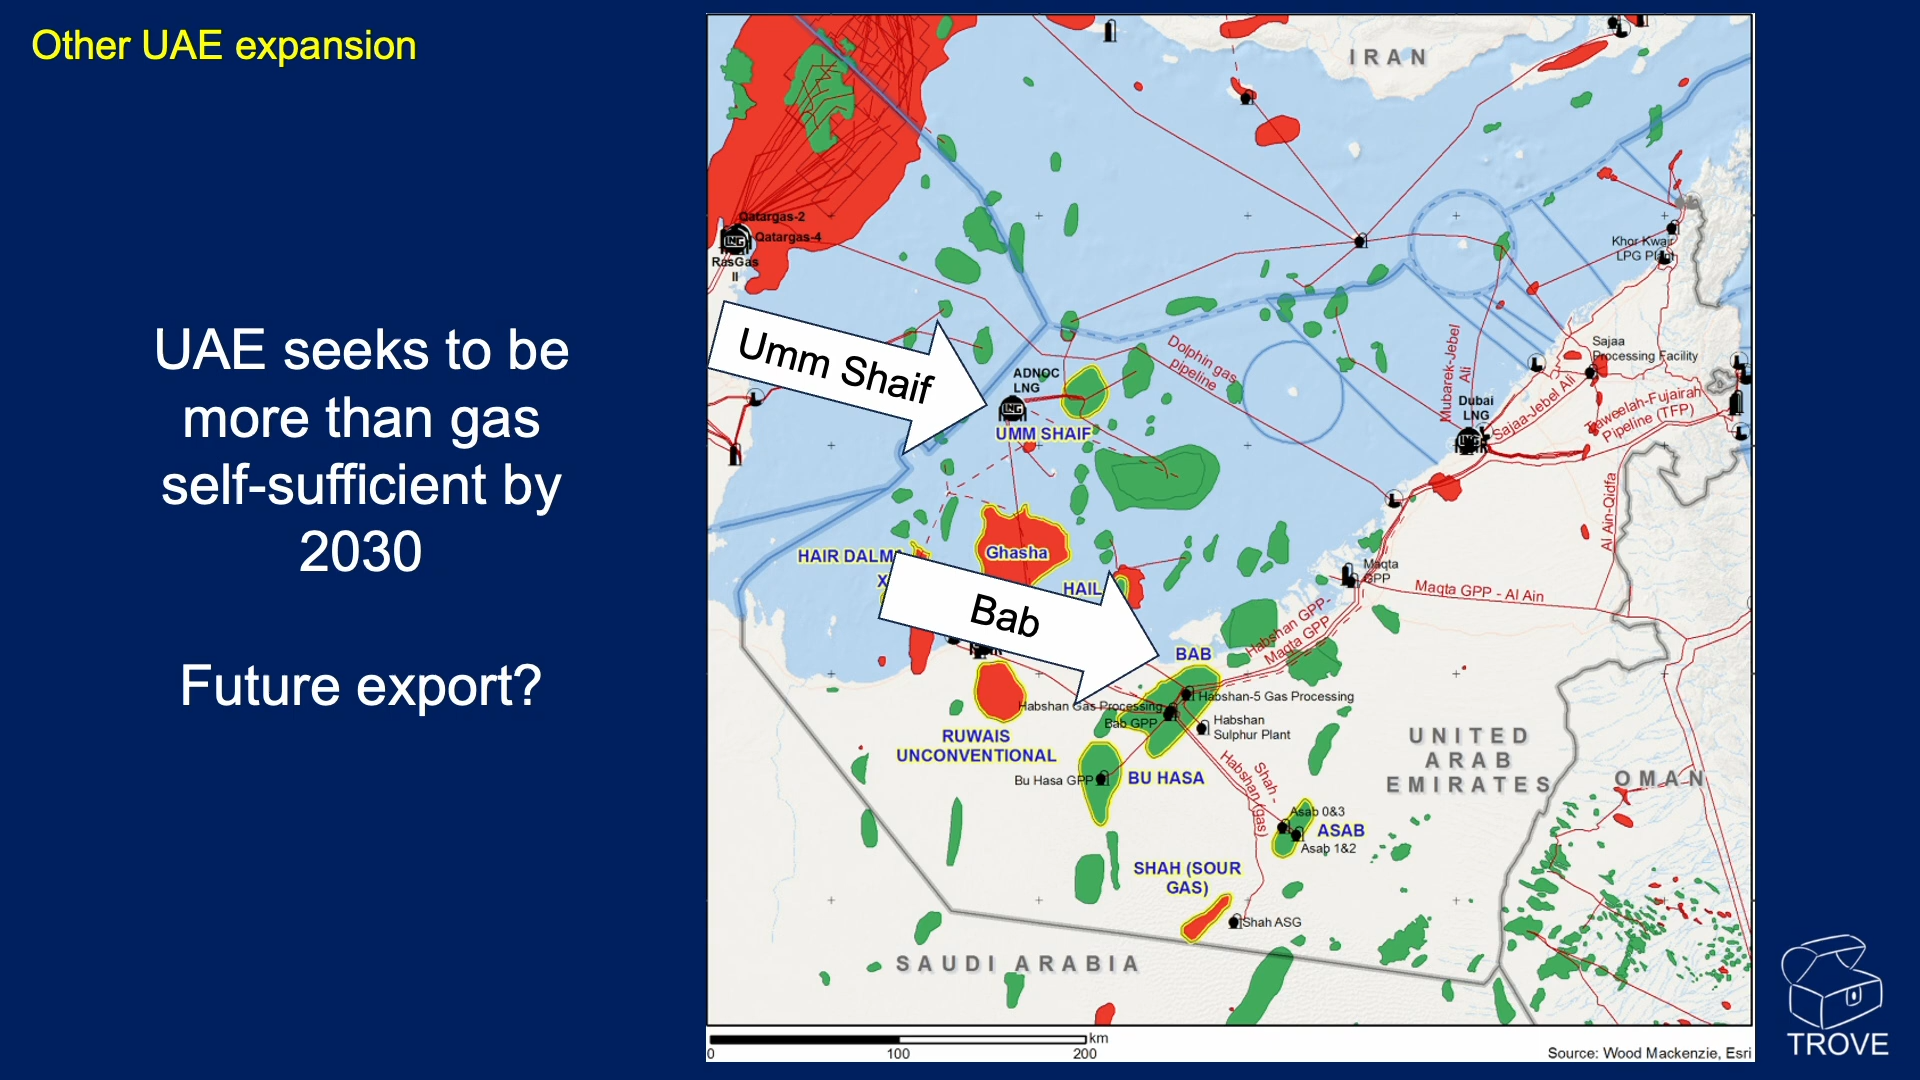 Other UAE expansion
UAE seeks to be
more than gas
self-sufficient by
2030
Future export?
IRAN
Qatargas-2
Qatargas-4
RasGas
II
LNG
Khor Kwair
LPG Plant
Umm Shaif
ADNOC
LNG
LNG
UMM SHAIF
Dolphin gas
pipeline
Mubarek-Jebel
Ali
Dubai
LNG
LNG
Sajaa
Processing Facility
Sajaa-Jebel Ali
Taweelah-Fujairah
Pipeline (TFP)
Al Ain-Qidfa
HAIR DALMA
X
Ghasha
HAIL
Bab
Maqta
GPP
Maqta GPP - Al Ain
Habshan GPP-
Maqta GPP
BAB
Habshan-5 Gas Processing
Habshan Gas Processing
Bab GPP
Habshan
Sulphur Plant
RUWAIS
UNCONVENTIONAL
Bu Hasa GPP
BU HASA
Shah -
Habshan (gas)
Asab 0&3
ASAB
Asab 1&2
SHAH (SOUR
GAS)
Shah ASG
UNITED
ARAB
EMIRATES
OMAN
SAUDI ARABIA
km
0 100 200
Source: Wood Mackenzie, Esri
TROVE